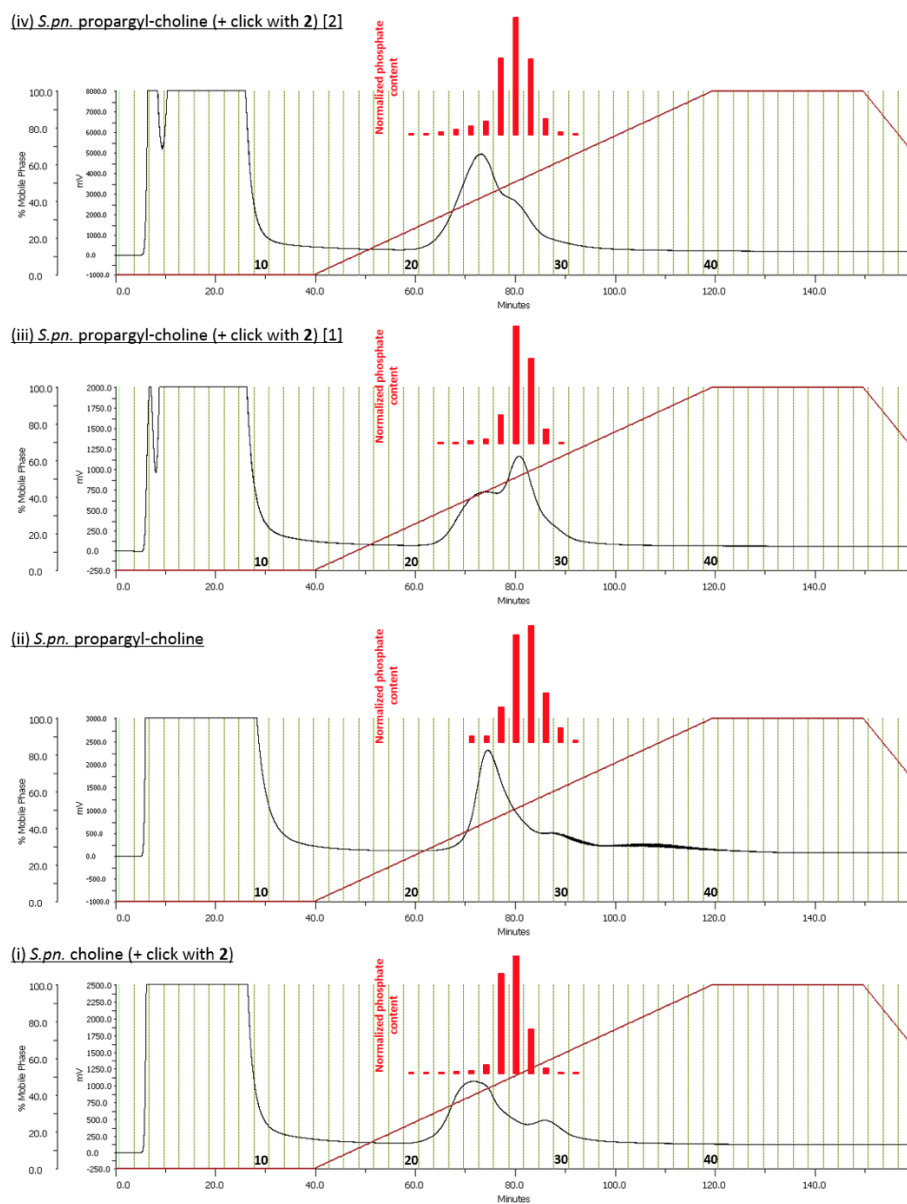 (iv) S.pn. propargyl-choline (+ click with 2) [2]
Normalized phosphate
content
% Mobile Phase
100.0
80.0
60.0
40.0
20.0
0.0
mV
8000.0
7000.0
6000.0
5000.0
4000.0
3000.0
2000.0
1000.0
0.0
-1000.0
10 20 30 40
0.0 20.0 40.0 60.0 80.0 100.0 120.0 140.0
Minutes
(iii) S.pn. propargyl-choline (+ click with 2) [1]
Normalized phosphate
content
% Mobile Phase
100.0
80.0
60.0
40.0
20.0
0.0
mV
2000.0
1750.0
1500.0
1250.0
1000.0
750.0
500.0
250.0
0.0
-250.0
10 20 30 40
0.0 20.0 40.0 60.0 80.0 100.0 120.0 140.0
Minutes
(ii) S.pn. propargyl-choline
Normalized phosphate
content
% Mobile Phase
100.0
80.0
60.0
40.0
20.0
0.0
mV
3000.0
2500.0
2000.0
1500.0
1000.0
500.0
0.0
-500.0
-1000.0
10 20 30 40
0.0 20.0 40.0 60.0 80.0 100.0 120.0 140.0
Minutes
(i) S.pn. choline (+ click with 2)
Normalized phosphate
content
% Mobile Phase
100.0
80.0
60.0
40.0
20.0
0.0
mV
2500.0
2250.0
2000.0
1750.0
1500.0
1250.0
1000.0
750.0
500.0
250.0
0.0
-250.0
10 20 30 40
0.0 20.0 40.0 60.0 80.0 100.0 120.0 140.0
Minutes